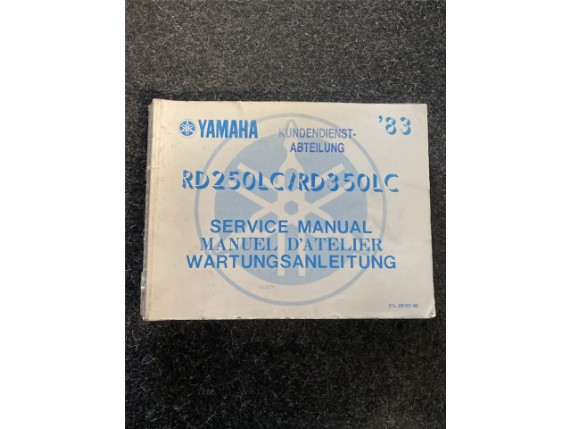 YAMAHA
KUNDENDIENST-
ABTEILUNG
'83
RD250LC/RD350LC
SERVICE MANUAL
MANUEL D'ATELIER
WARTUNGSANLEITUNG